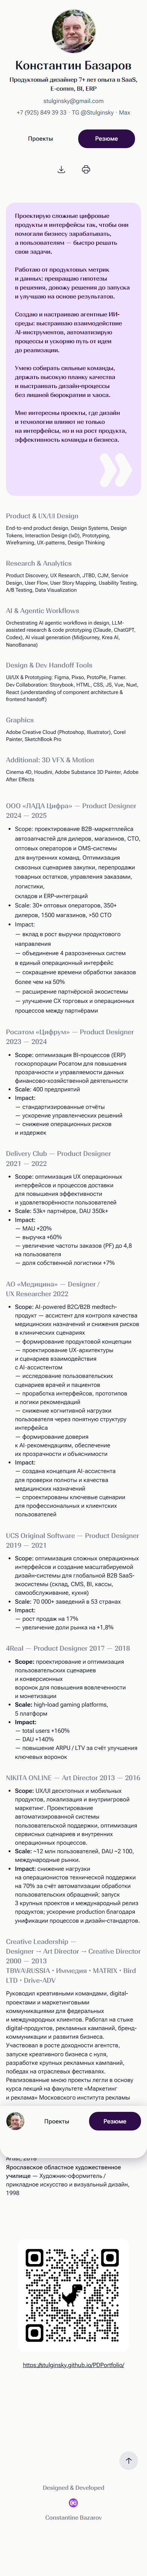 Константин Базаров
Продуктовый дизайнер 7+ лет опыта в SaaS,
E-comm, BI, ERP
stulginsky@gmail.com
+7 (925) 849 39 33 · TG @Stulginsky · Max
Проекты
Резюме
Проектирую сложные цифровые
продукты и интерфейсы так, чтобы они
помогали бизнесу зарабатывать,
а пользователям — быстро решать
свои задачи.
Работаю от продуктовых метрик
и данных: превращаю гипотезы
в решения, довожу решения до запуска
и улучшаю на основе результатов.
Создаю и настраиваю агентные ИИ-
среды: выстраиваю взаимодействие
AI-инструментов, автоматизирую
процессы и ускоряю путь от идеи
до реализации.
Умею собирать сильные команды,
держать высокую планку качества
и выстраивать дизайн-процессы
без лишней бюрократии и хаоса.
Мне интересны проекты, где дизайн
и технологии влияют не только
на интерфейсы, но и на рост продукта,
эффективность команды и бизнеса.
Product & UX/UI Design
End-to-end product design, Design Systems, Design
Tokens, Interaction Design (IxD), Prototyping,
Wireframing, UX-patterns, Design Thinking
Research & Analytics
Product Discovery, UX Research, JTBD, CJM, Service
Design, User Flow, User Story Mapping, Usability Testing,
A/B Testing, Data Visualization
AI & Agentic Workflows
Orchestrating AI agentic workflows in design, LLM-
assisted research & code prototyping (Claude, ChatGPT,
Codex), AI visual generation (Midjourney, Krea AI,
NanoBanana)
Design & Dev Handoff Tools
UI/UX & Prototyping: Figma, Pixso, ProtoPie, Framer.
Dev Collaboration: Storybook, HTML, CSS, JS, Vue, Nuxt,
React (understanding of component architecture &
frontend handoff)
Graphics
Adobe Creative Cloud (Photoshop, Illustrator), Corel
Painter, SketchBook Pro
Additional: 3D VFX & Motion
Cinema 4D, Houdini, Adobe Substance 3D Painter, Adobe
After Effects
ООО «ЛАДА Цифра» — Product Designer
2024 — 2025
Scope: проектирование B2B-маркетплейса
автозапчастей для дилеров, магазинов, СТО,
оптовых операторов и OMS-системы
для внутренних команд. Оптимизация
сквозных сценариев закупки, перепродажи
товарных остатков, управления заказами,
логистики,
складов и ERP-интеграций
Scale: 30+ оптовых операторов, 350+
дилеров, 1500 магазинов, >50 СТО
Impact:
— вклад в рост выручки продуктового
направления
— объединение 4 разрозненных систем
в единый операционный интерфейс
— сокращение времени обработки заказов
более чем на 50%
— расширение партнёрской экосистемы
— улучшение CX торговых и операционных
процессов между партнёрами
Росатом «Цифрум» — Product Designer
2023 — 2024
Scope: оптимизация BI-процессов (ERP)
госкорпорации Росатом для повышения
прозрачности и управляемости данных
финансово-хозяйственной деятельности
Scale: 400 предприятий
Impact:
— стандартизированные отчёты
— ускорение управленческих решений
— снижение операционных рисков
и издержек
Delivery Club — Product Designer
2021 — 2022
Scope: оптимизация UX операционных
интерфейсов и процессов доставки
для повышения эффективности
и удовлетворённости пользователей
Scale: 53k+ партнёров, DAU 350k+
Impact:
— MAU +20%
— выручка +60%
— увеличение частоты заказов (PF) до 4,8
на пользователя
— доля собственной логистики +7%
АО «Медицина» — Designer /
UX Researcher 2022
Scope: AI-powered B2C/B2B medtech-
продукт — ассистент для контроля качества
медицинских назначений и снижения рисков
в клинических сценариях
— формирование продуктовой концепции
— проектирование UX-архитектуры
и сценариев взаимодействия
с AI-ассистентом
— исследование пользовательских
сценариев врачей и пациентов
— проработка интерфейсов, прототипов
и логики рекомендаций
— снижение когнитивной нагрузки
пользователя через понятную структуру
интерфейса
— формирование доверия
к AI-рекомендациям, обеспечение
их прозрачности и объяснимости
Impact:
— создана концепция AI-ассистента
для проверки полноты и качества
медицинских назначений
— спроектированы ключевые сценарии
для профессиональных и клиентских
пользователей
UCS Original Software — Product Designer
2019 — 2021
Scope: оптимизация сложных операционных
интерфейсов и создание масштабируемой
дизайн-системы для глобальной B2B SaaS-
экосистемы (склад, CMS, BI, кассы,
самообслуживание, кухня)
Scale: 70 000+ заведений в 53 странах
Impact:
— рост продаж на 17%
— увеличение доли рынка на +1,8%
4Real — Product Designer 2017 — 2018
Scope: проектирование и оптимизация
пользовательских сценариев
и конверсионных
воронок для повышения вовлеченности
и монетизации
Scale: high-load gaming platforms,
5 платформ
Impact:
— total users +160%
— DAU +140%
— повышение ARPU / LTV за счёт улучшения
ключевых воронок
NIKITA ONLINE — Art Director 2013 — 2016
Scope: UX/UI десктопных и мобильных
продуктов, локализация и внутриигровой
маркетинг. Проектирование
автоматизированной системы
пользовательской поддержки, оптимизация
сервисных сценариев и внутренних
операционных процессов.
Scale: ~12 млн пользователей, DAU ~2 100,
международные рынки.
Impact: снижение нагрузки
на операционистов технической поддержки
на 70% за счёт автоматизации обработки
пользовательских обращений; запуск
3 крупных проектов и международный релиз
продуктов; ускорение product благодаря
унификации процессов и дизайн-стандартов.
Creative Leadership —
Designer → Art Director → Creative Director
2000 — 2013
TBWA\RUSSIA • Иммедия • MATRIX • Bird
LTD • Drive-ADV
Руководил креативными командами, digital-
проектами и маркетинговыми
коммуникациями для федеральных
и международных клиентов. Работал на стыке
digital-продуктов, рекламных кампаний, бренд-
коммуникации и развития бизнеса.
Участвовал в росте доходности агентств,
запуске креативного бизнеса с нуля,
разработке крупных рекламных кампаний,
победах на отраслевых фестивалях.
Реализованные мною проекты легли в основу
курса лекций на факультете «Маркетинг
и реклама» Московского института рекламы
Проекты
Резюме
Ярославское областное художественное
училище — Художник-оформитель /
прикладное искусство и визуальный дизайн,
1998
https://stulginsky.github.io/PDPortfolio/
Designed & Developed
Constantine Bazarov